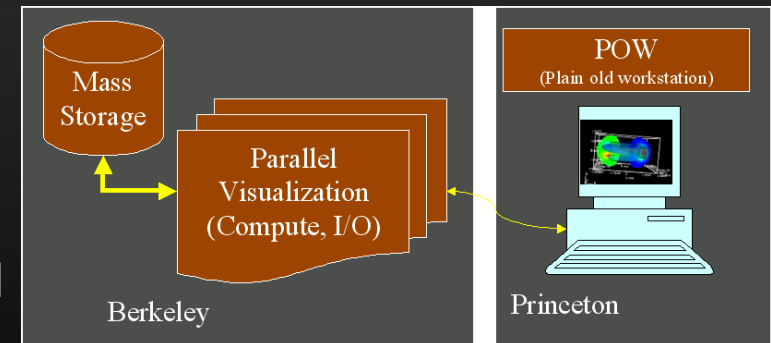 Mass
Storage
Parallel
Visualization
(Compute, I/O)
Berkeley
POW
(Plain old workstation)
Princeton